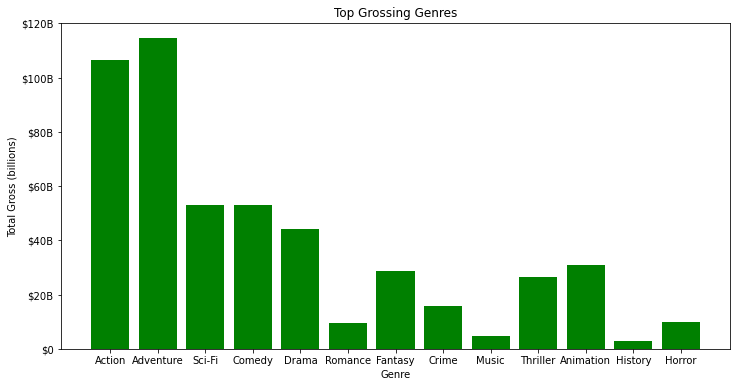 Top Grossing Genres
Total Gross (billions)
$120B
$100B
$80B
$60B
$40B
$20B
$0
Action Adventure Sci-Fi Comedy Drama Romance Fantasy Crime Music Thriller Animation History Horror
Genre